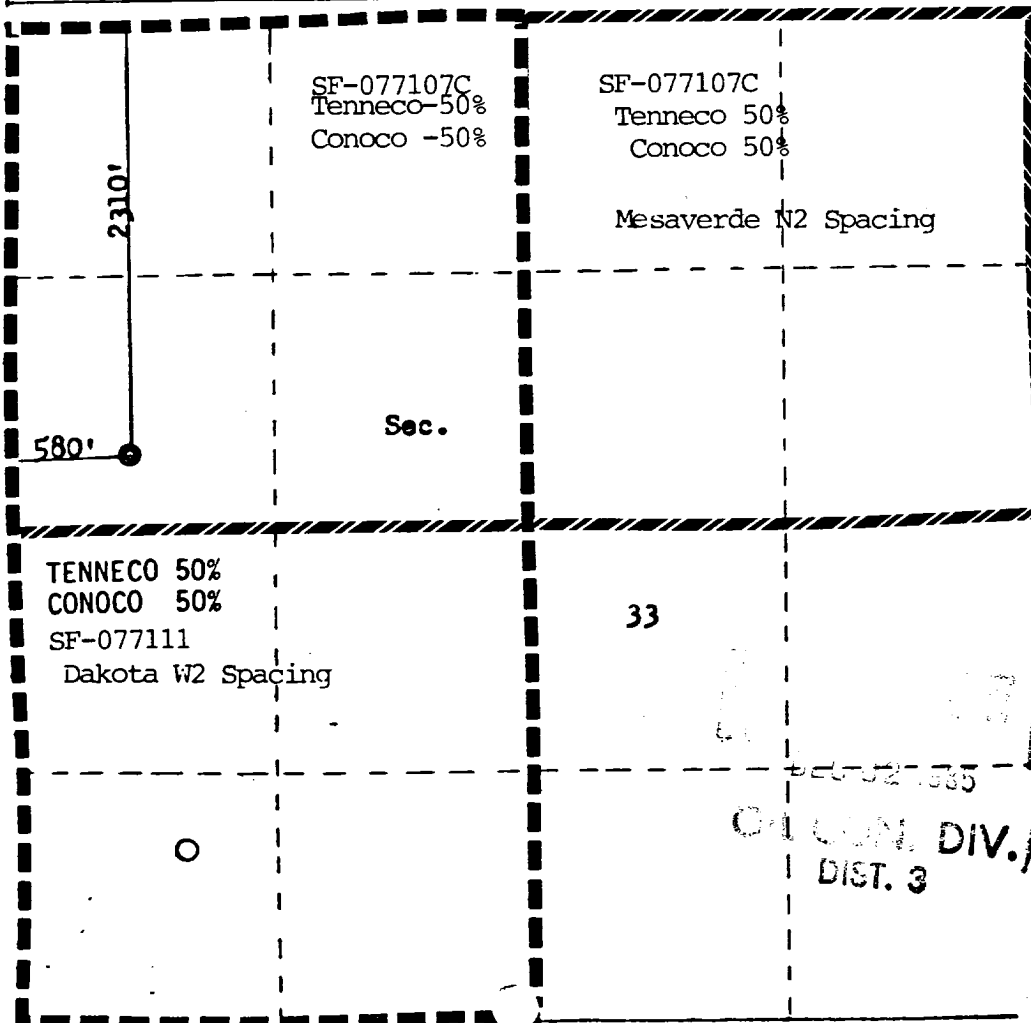 SF-077107C
Tenneco-50%
Conoco -50%
SF-077107C
Tenneco 50%
Conoco 50%
Mesaverde N2 Spacing
2310'
580'
Sec.
TENNECO 50%
CONOCO 50%
SF-077111
Dakota W2 Spacing
33
DIV.
DIST. 3